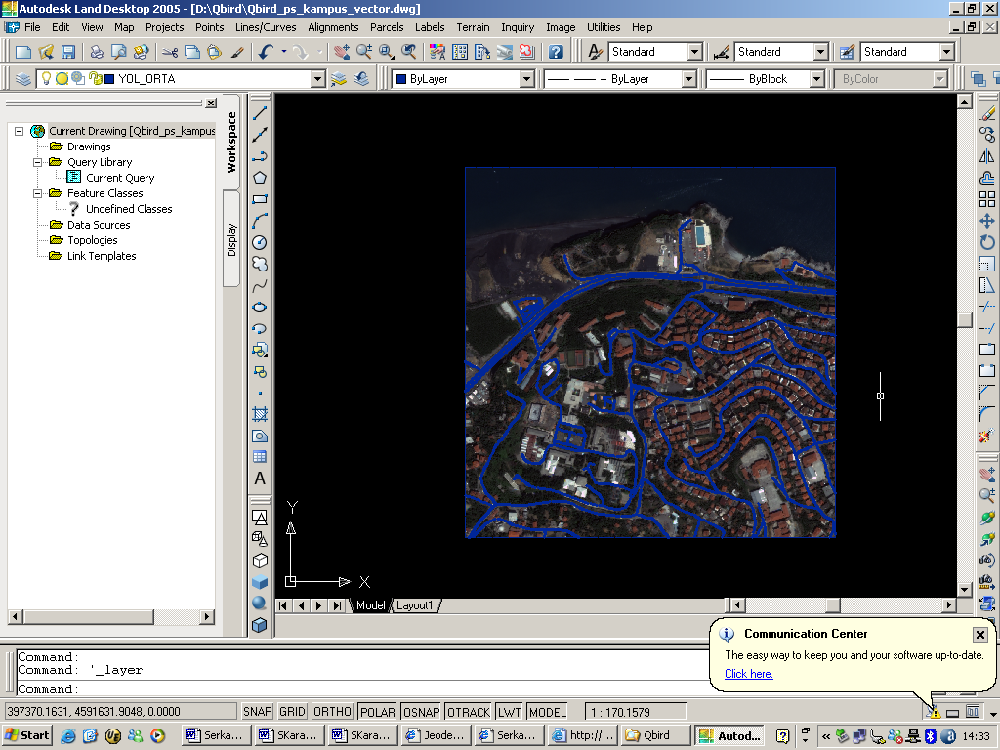 Autodesk Land Desktop 2005 - [D:\Qbird\Qbird_ps_kampus_vector.dwg]
File Edit View Map Projects Points Lines/Curves Alignments Parcels Labels Terrain Inquiry Image Utilities Help
Standard Standard Standard
YOL_ORTA ByLayer ByLayer ByBlock ByColor
Current Drawing [Qbird_ps_kampus
Drawings
Query Library
Current Query
Feature Classes
Undefined Classes
Data Sources
Topologies
Link Templates
Workspace
Display
A
Y
X
Model Layout1
Communication Center
The easy way to keep you and your software up-to-date.
Click here.
Command:
Command: '_layer
Command:
397370.1631, 4591631.9048, 0.0000 SNAP GRID ORTHO POLAR OSNAP OTRACK LWT MODEL 1 : 170.1579
Start Serka... SKara... SKara... Jeode... Serka... http:/... Qbird Autod... 14:33